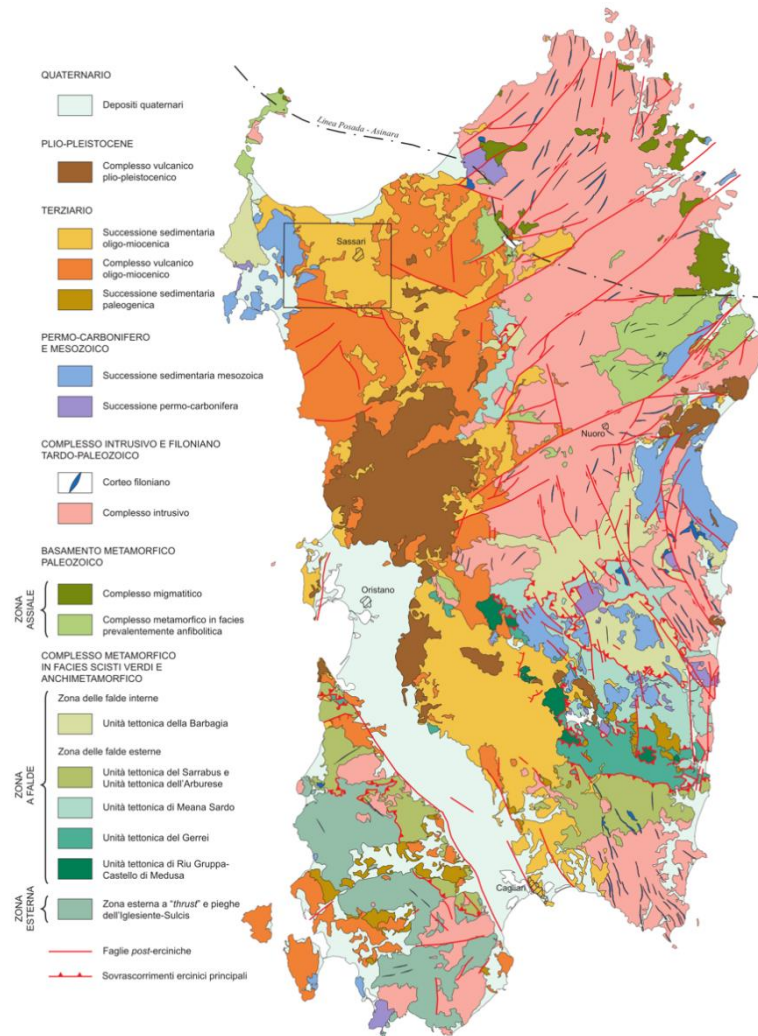 QUATERNARIO
Depositi quaternari
PLIO-PLEISTOCENE
Complesso vulcanico
plio-pleistocenico
TERZIARIO
Successione sedimentaria
oligo-miocenica
Complesso vulcanico
oligo-miocenico
Successione sedimentaria
paleogenica
PERMO-CARBONIFERO
E MESOZOICO
Successione sedimentaria mesozoica
Successione permo-carbonifera
COMPLESSO INTRUSIVO E FILONIANO
TARDO-PALEOZOICO
Corteo filoniano
Complesso intrusivo
BASAMENTO METAMORFICO
PALEOZOICO
ZONA
ASSIALE
Complesso migmatitico
Complesso metamorfico in facies
prevalentemente anfibolitica
COMPLESSO METAMORFICO
IN FACIES SCISTI VERDI E
ANCHIMETAMORFICO
ZONA
A FALDE
Zona delle falde interne
Unità tettonica della Barbagia
Zona delle falde esterne
Unità tettonica del Sarrabus e
Unità tettonica dell'Arburese
Unità tettonica di Meana Sardo
Unità tettonica del Gerrei
Unità tettonica di Riu Gruppa-
Castello di Medusa
ZONA
ESTERNA
Zona esterna a "thrust" e pieghe
dell'Iglesiente-Sulcis
Faglie post-erciniche
Sovrascorrimenti ercinici principali
Linea Posada - Asinara
Sassari
Nuoro
Oristano
Cagliari